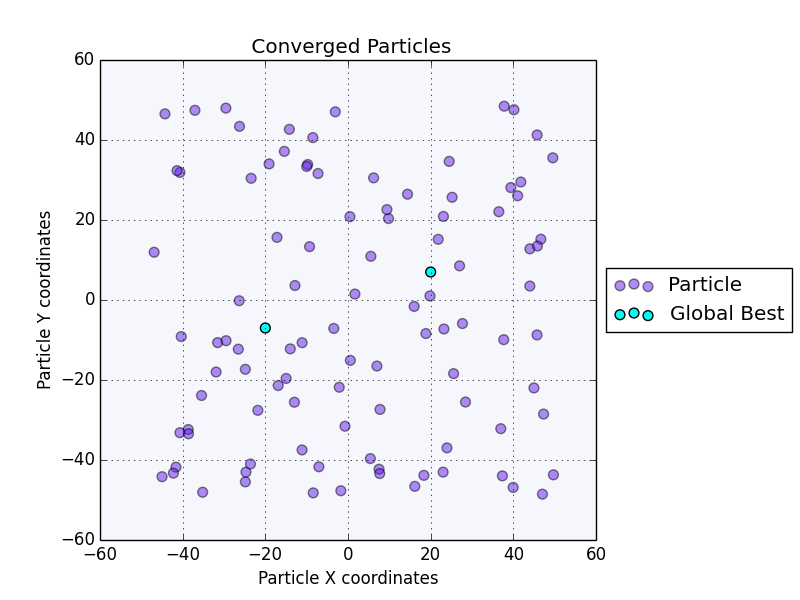 Converged Particles
60
40
20
0
−20
−40
−60
Particle Y coordinates
−60
−40
−20
0
20
40
60
Particle X coordinates
Particle
Global Best